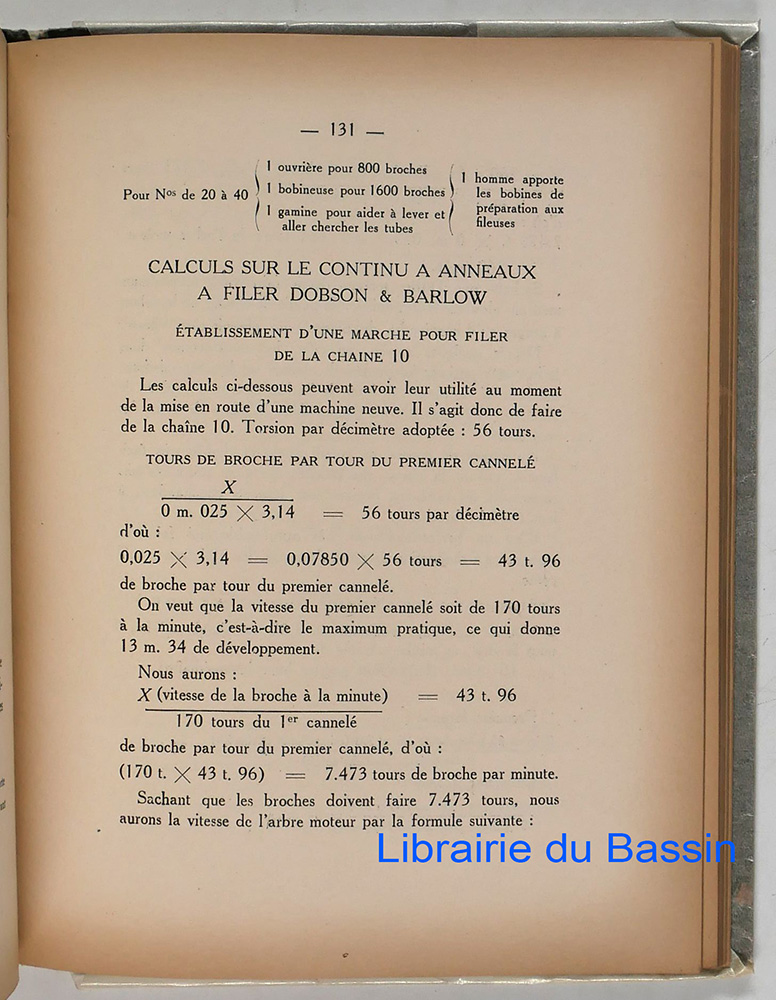 — 131 —
Pour Nos de 20 à 40
1 ouvrière pour 800 broches
1 bobineuse pour 1600 broches
1 gamine pour aider à lever et
aller chercher les tubes
1 homme apporte
les bobines de
préparation aux
fileuses
CALCULS SUR LE CONTINU A ANNEAUX
A FILER DOBSON & BARLOW
ÉTABLISSEMENT D'UNE MARCHE POUR FILER
DE LA CHAINE 10
Les calculs ci-dessous peuvent avoir leur utilité au moment
de la mise en route d'une machine neuve. Il s'agit donc de faire
de la chaîne 10. Torsion par décimètre adoptée : 56 tours.
TOURS DE BROCHE PAR TOUR DU PREMIER CANNELÉ
X
0 m. 025 × 3,14 = 56 tours par décimètre
d'où :
0,025 × 3,14 = 0,07850 × 56 tours = 43 t. 96
de broche par tour du premier cannelé.
On veut que la vitesse du premier cannelé soit de 170 tours
à la minute, c'est-à-dire le maximum pratique, ce qui donne
13 m. 34 de développement.
Nous aurons :
X (vitesse de la broche à la minute) = 43 t. 96
170 tours du 1er cannelé
de broche par tour du premier cannelé, d'où :
(170 t. × 43 t. 96) = 7.473 tours de broche par minute.
Sachant que les broches doivent faire 7.473 tours, nous
aurons la vitesse de l'arbre moteur par la formule suivante :
Librairie du Bassin